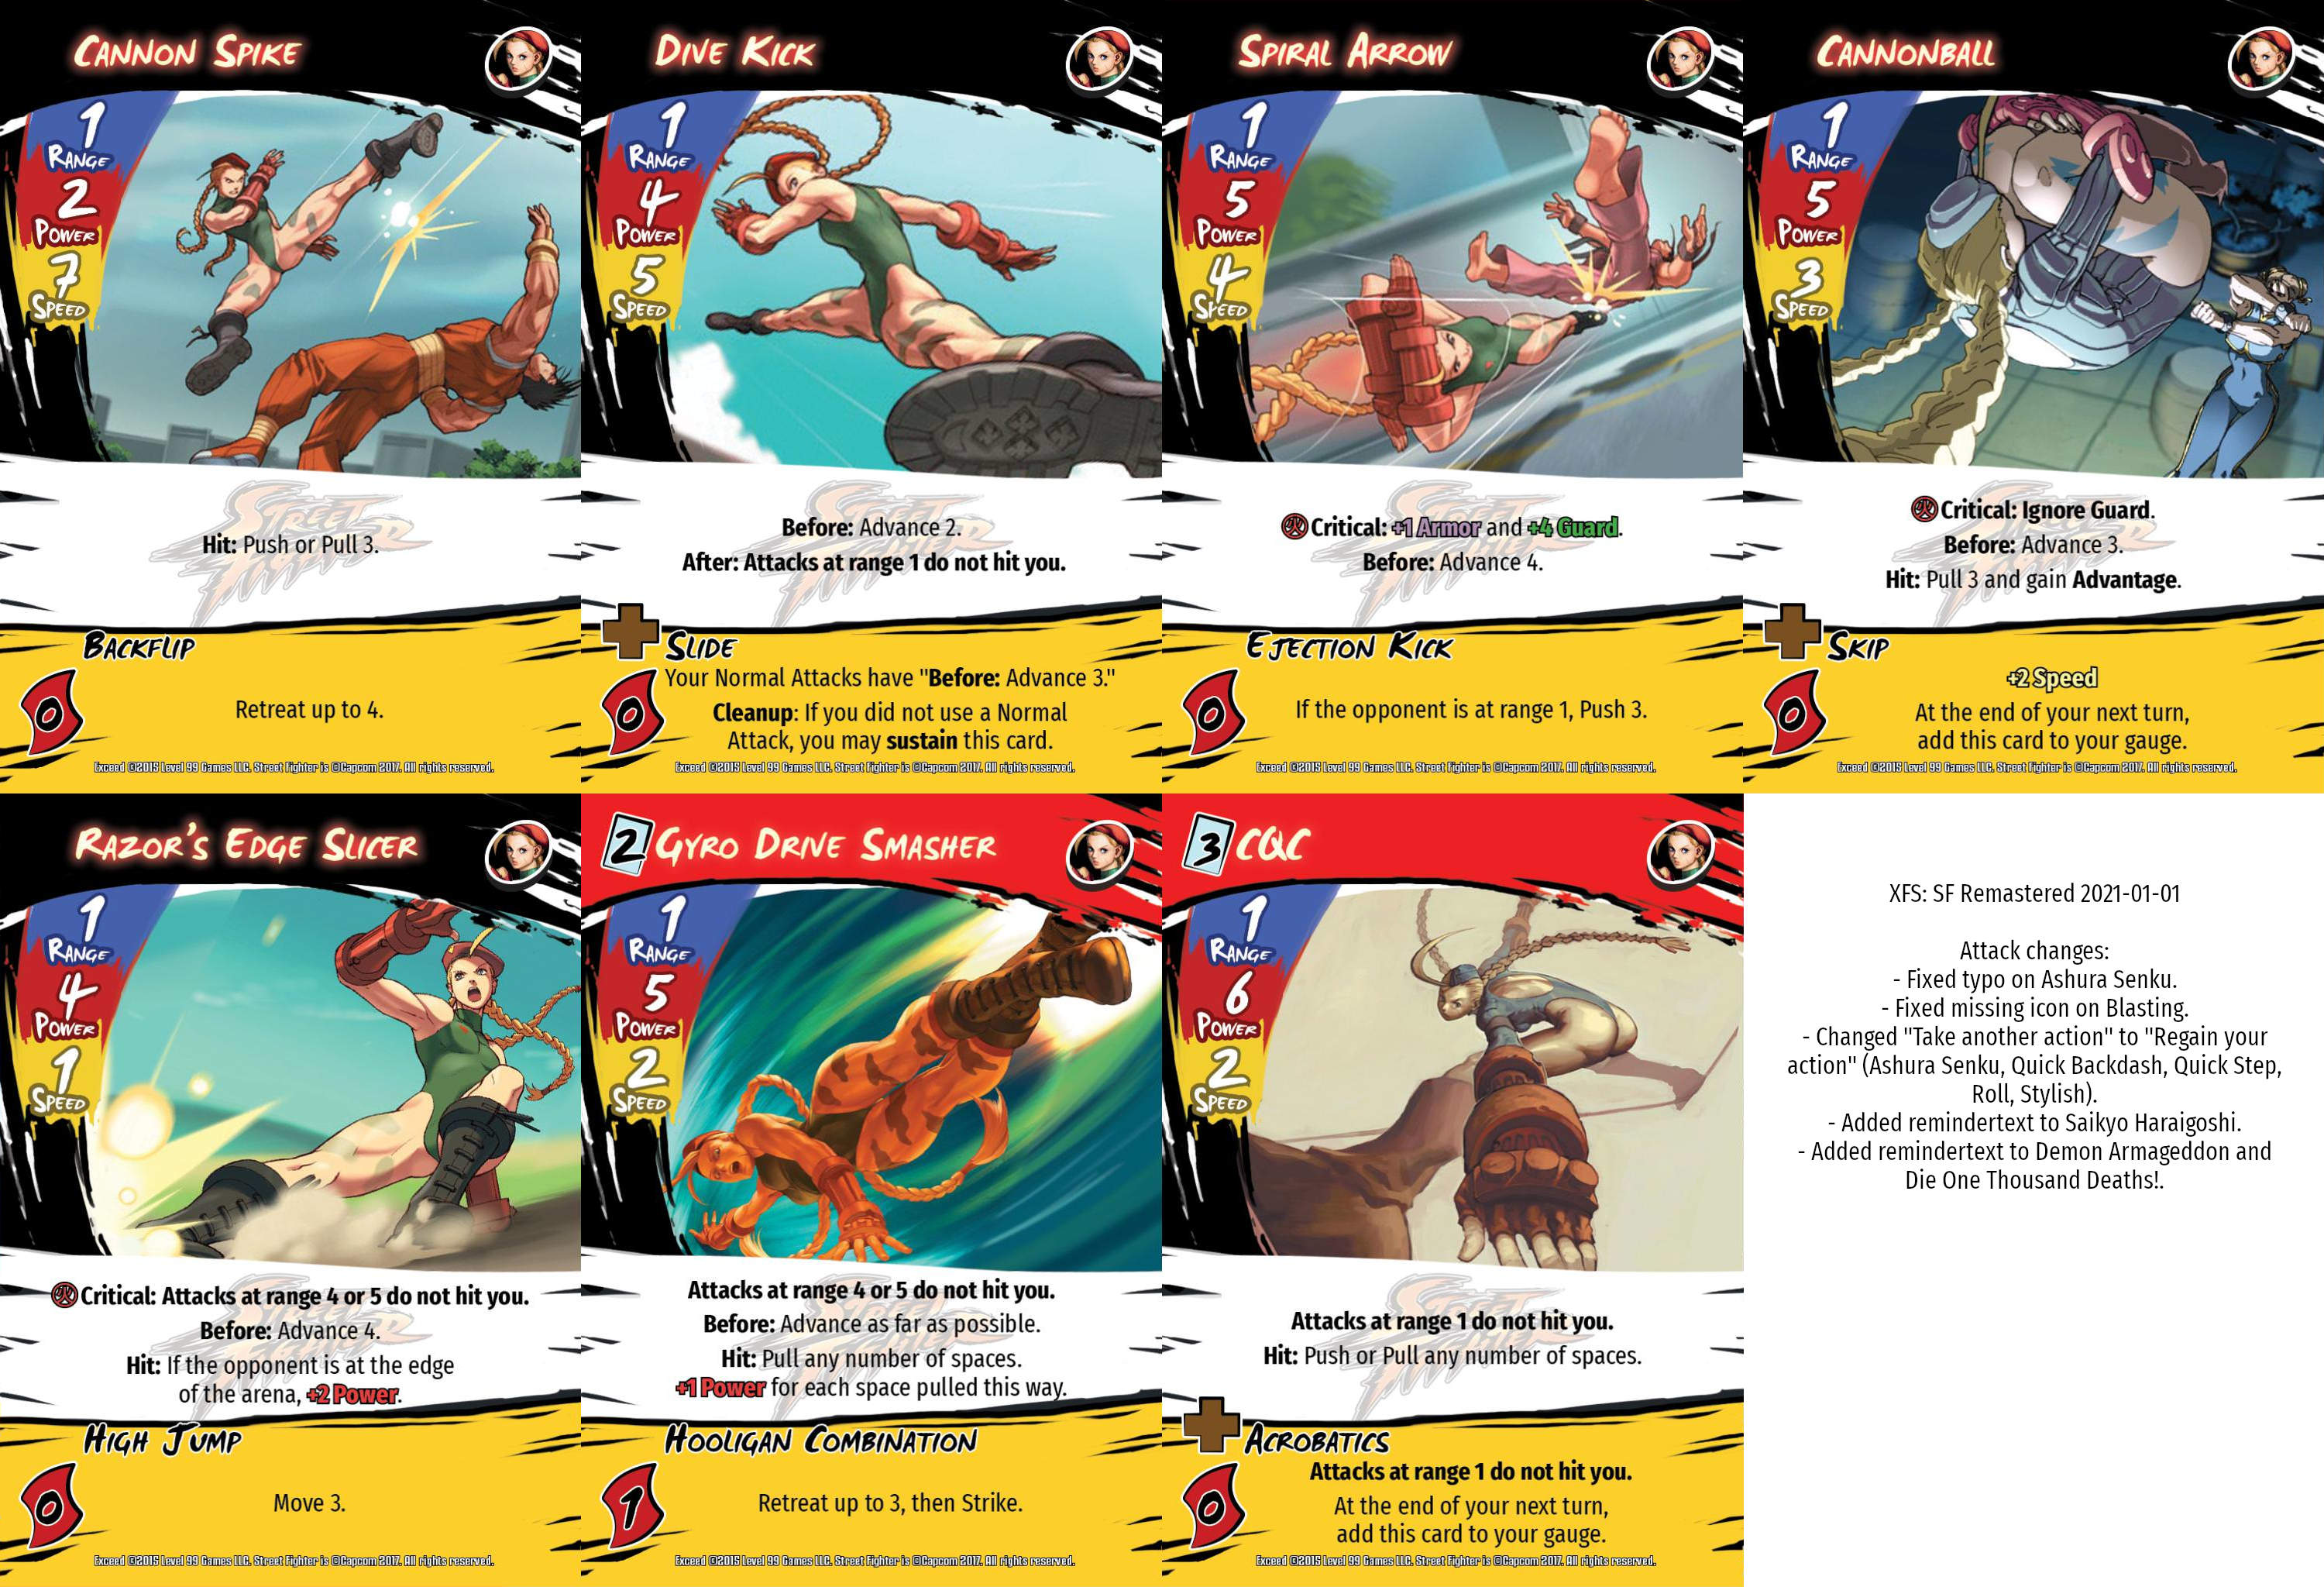 CANNON SPIKE
1
RANGE
2
POWER
7
SPEED
STREET FIGHTER
Hit: Push or Pull 3.
BACKFLIP
0
Retreat up to 4.
Exceed ©2015 Level 99 Games LLC. Street Fighter is ©Capcom 2017. All rights reserved.
DIVE KICK
1
RANGE
4
POWER
5
SPEED
STREET FIGHTER
Before: Advance 2.
After: Attacks at range 1 do not hit you.
SLIDE
0
Your Normal Attacks have "Before: Advance 3."
Cleanup: If you did not use a Normal
Attack, you may sustain this card.
Exceed ©2015 Level 99 Games LLC. Street Fighter is ©Capcom 2017. All rights reserved.
SPIRAL ARROW
1
RANGE
5
POWER
4
SPEED
STREET FIGHTER
Critical: +1 Armor and +4 Guard.
Before: Advance 4.
EJECTION KICK
0
If the opponent is at range 1, Push 3.
Exceed ©2015 Level 99 Games LLC. Street Fighter is ©Capcom 2017. All rights reserved.
CANNONBALL
1
RANGE
5
POWER
3
SPEED
STREET FIGHTER
Critical: Ignore Guard.
Before: Advance 3.
Hit: Pull 3 and gain Advantage.
SKIP
0
+2 Speed
At the end of your next turn,
add this card to your gauge.
Exceed ©2015 Level 99 Games LLC. Street Fighter is ©Capcom 2017. All rights reserved.
RAZOR'S EDGE SLICER
1
RANGE
4
POWER
1
SPEED
STREET FIGHTER
Critical: Attacks at range 4 or 5 do not hit you.
Before: Advance 4.
Hit: If the opponent is at the edge
of the arena, +2 Power.
HIGH JUMP
0
Move 3.
Exceed ©2015 Level 99 Games LLC. Street Fighter is ©Capcom 2017. All rights reserved.
2 GYRO DRIVE SMASHER
1
RANGE
5
POWER
2
SPEED
STREET FIGHTER
Attacks at range 4 or 5 do not hit you.
Before: Advance as far as possible.
Hit: Pull any number of spaces.
+1 Power for each space pulled this way.
HOOLIGAN COMBINATION
1
Retreat up to 3, then Strike.
Exceed ©2015 Level 99 Games LLC. Street Fighter is ©Capcom 2017. All rights reserved.
3 CQC
1
RANGE
6
POWER
2
SPEED
STREET FIGHTER
Attacks at range 1 do not hit you.
Hit: Push or Pull any number of spaces.
ACROBATICS
0
Attacks at range 1 do not hit you.
At the end of your next turn,
add this card to your gauge.
Exceed ©2015 Level 99 Games LLC. Street Fighter is ©Capcom 2017. All rights reserved.
XFS: SF Remastered 2021-01-01
Attack changes:
- Fixed typo on Ashura Senku.
- Fixed missing icon on Blasting.
- Changed "Take another action" to "Regain your
action" (Ashura Senku, Quick Backdash, Quick Step,
Roll, Stylish).
- Added remindertext to Saikyo Haraigoshi.
- Added remindertext to Demon Armageddon and
Die One Thousand Deaths!.